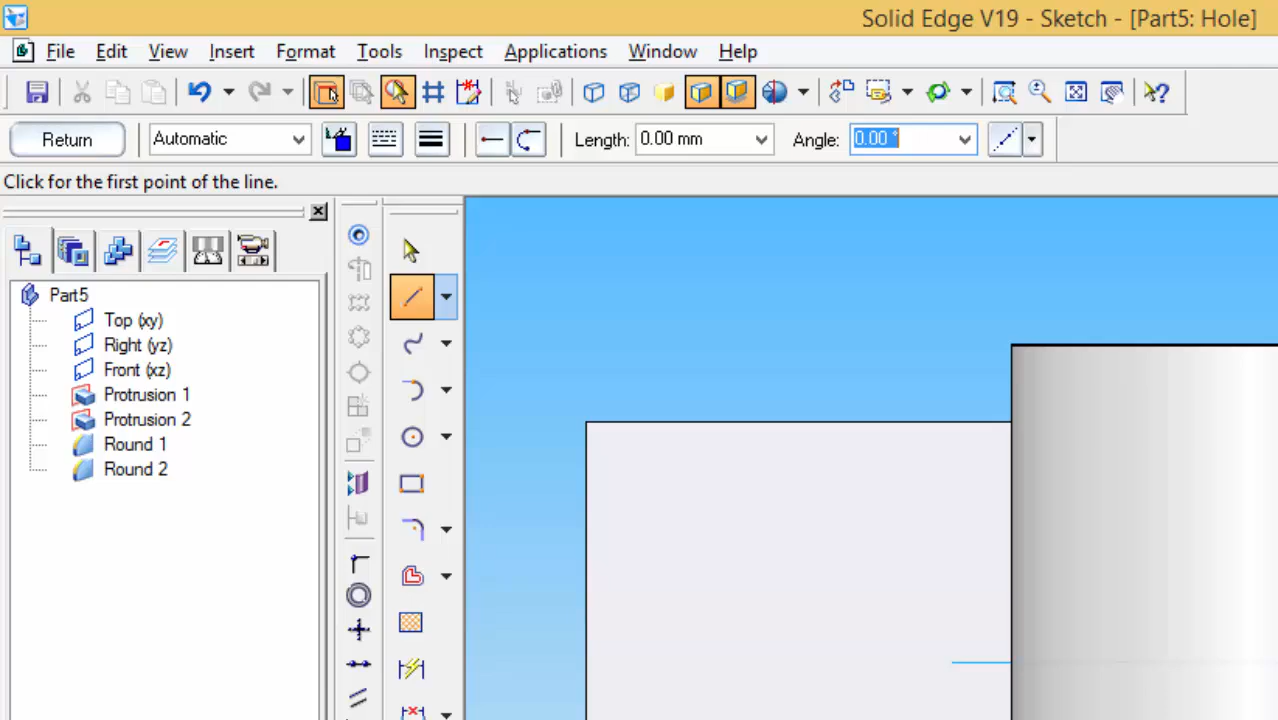 Solid Edge V19 - Sketch - [Part5: Hole]
File Edit View Insert Format Tools Inspect Applications Window Help
Return Automatic Length: 0.00 mm Angle: 0.00 °
Click for the first point of the line.
Part5
Top (xy)
Right (yz)
Front (xz)
Protrusion 1
Protrusion 2
Round 1
Round 2